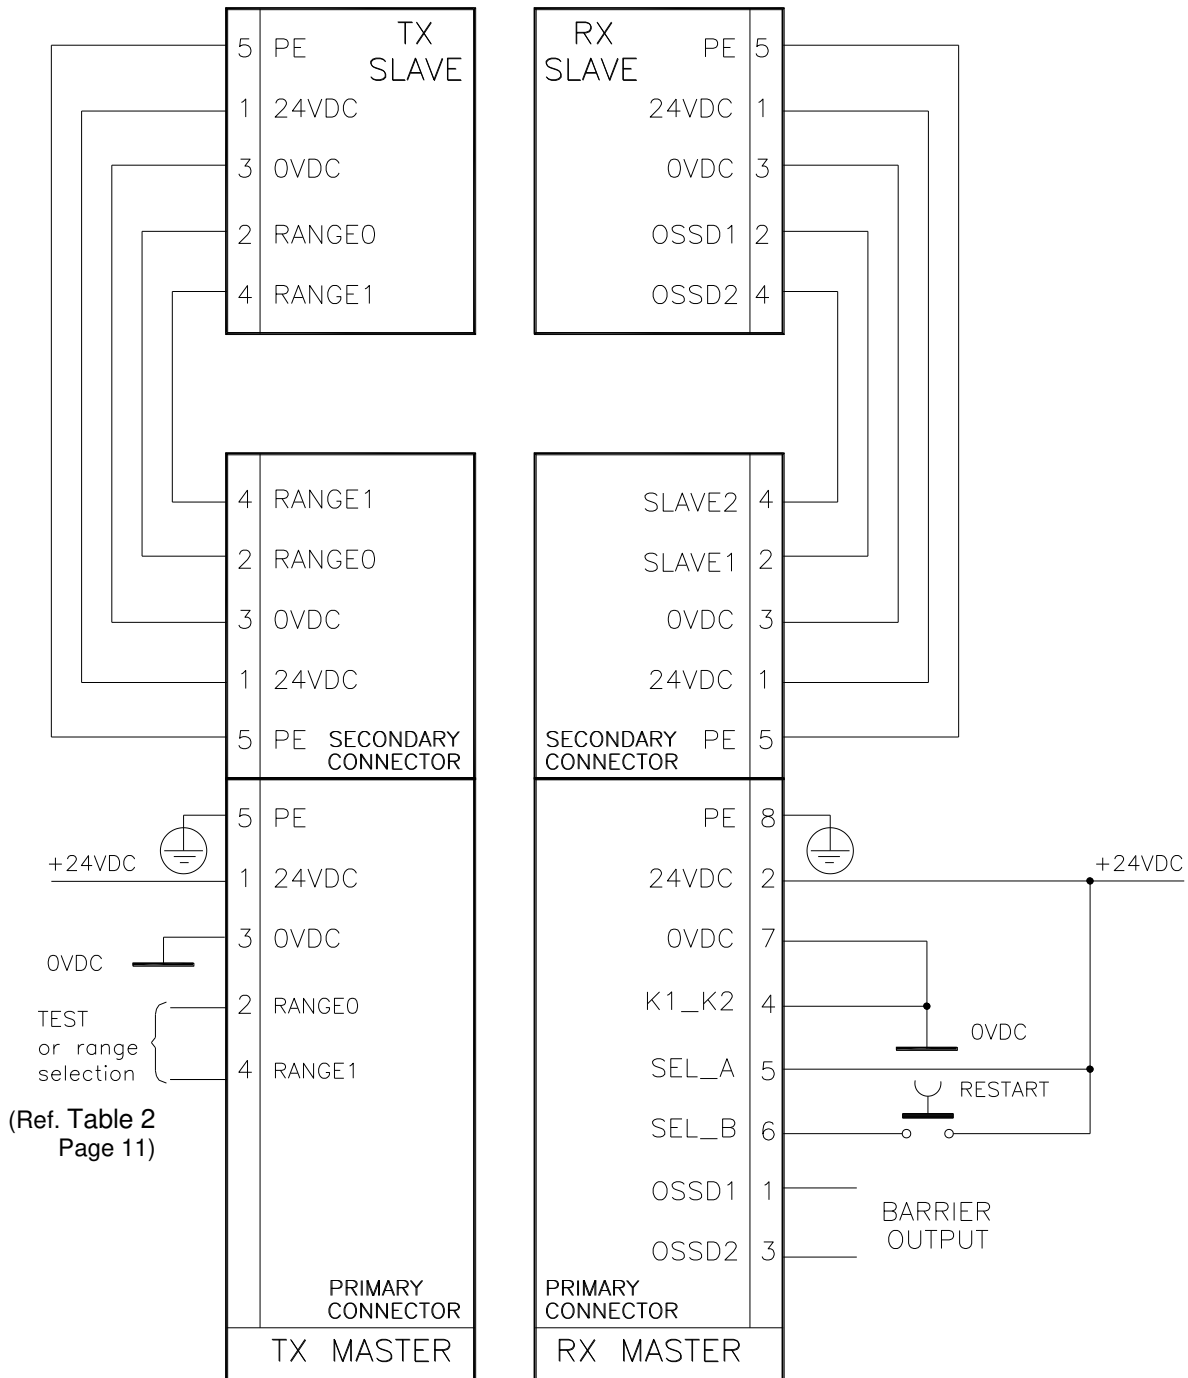 TX
SLAVE
5 PE
1 24VDC
3 0VDC
2 RANGE0
4 RANGE1
RX
SLAVE
PE 5
24VDC 1
0VDC 3
OSSD1 2
OSSD2 4
4 RANGE1
2 RANGE0
3 0VDC
1 24VDC
5 PE
SECONDARY
CONNECTOR
SLAVE2 4
SLAVE1 2
0VDC 3
24VDC 1
PE 5
SECONDARY
CONNECTOR
5 PE
+24VDC
1 24VDC
3 0VDC
0VDC
2 RANGE0
4 RANGE1
TEST
or range
selection
(Ref. Table 2
Page 11)
PRIMARY
CONNECTOR
TX MASTER
PE 8
24VDC 2
+24VDC
0VDC 7
K1_K2 4
0VDC
SEL_A 5
RESTART
SEL_B 6
OSSD1 1
OSSD2 3
BARRIER
OUTPUT
PRIMARY
CONNECTOR
RX MASTER